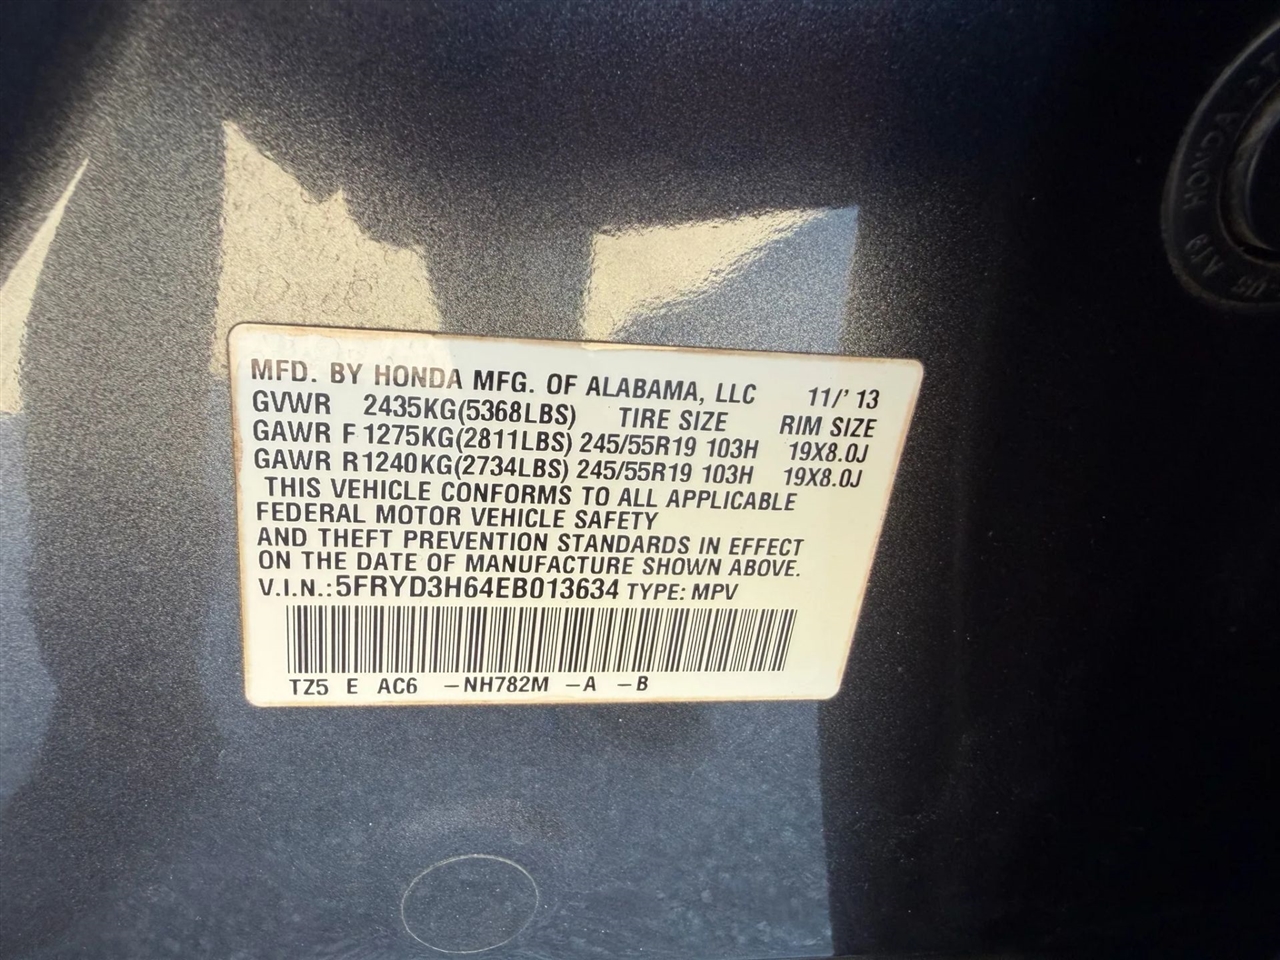 MFD. BY HONDA MFG. OF ALABAMA, LLC 11/' 13
GVWR 2435KG(5368LBS) TIRE SIZE RIM SIZE
GAWR F 1275KG(2811LBS) 245/55R19 103H 19X8.0J
GAWR R 1240KG(2734LBS) 245/55R19 103H 19X8.0J
THIS VEHICLE CONFORMS TO ALL APPLICABLE
FEDERAL MOTOR VEHICLE SAFETY
AND THEFT PREVENTION STANDARDS IN EFFECT
ON THE DATE OF MANUFACTURE SHOWN ABOVE.
V.I.N.:5FRYD3H64EB013634 TYPE: MPV
TZ5 E AC6 -NH782M -A -B
HONDA